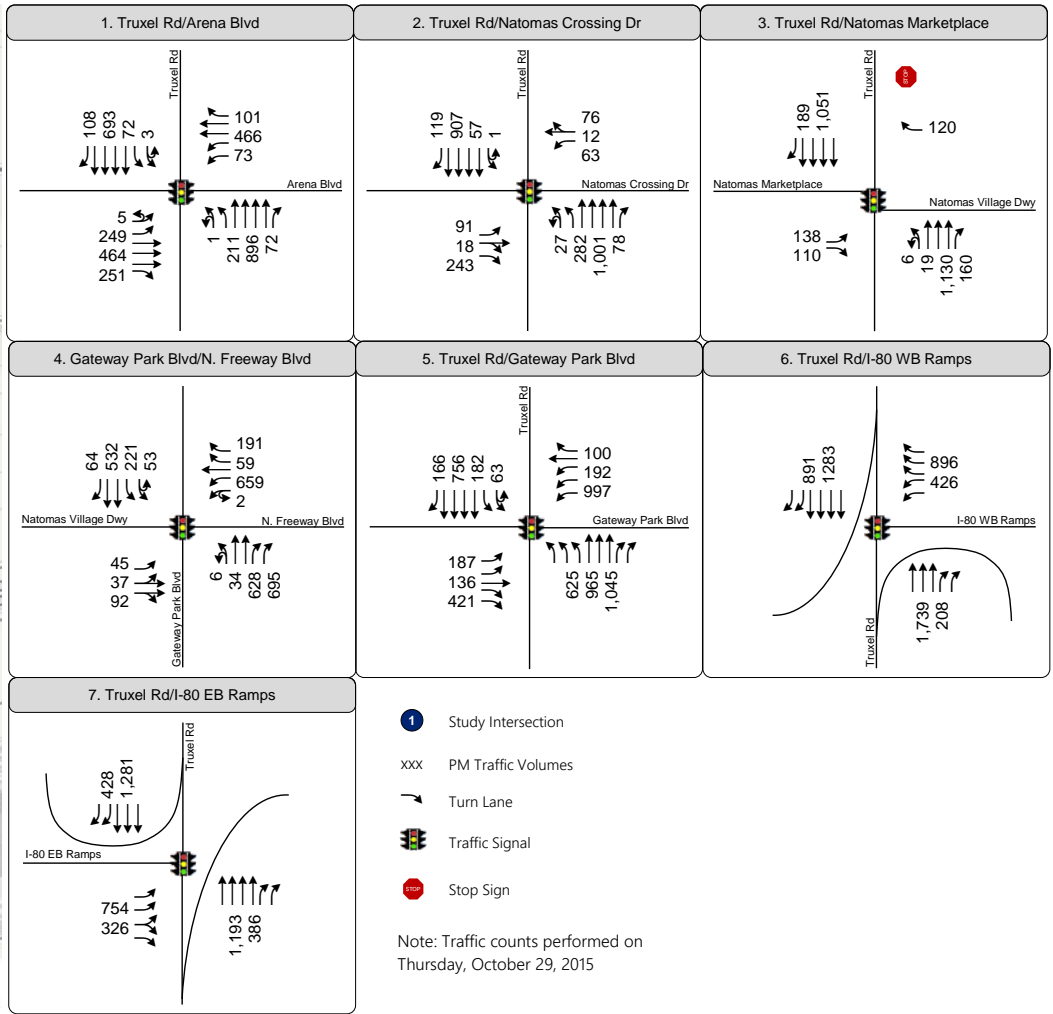 1. Truxel Rd/Arena Blvd
Truxel Rd
108
693
72
3
101
466
73
Arena Blvd
5
249
464
251
1
211
896
72
2. Truxel Rd/Natomas Crossing Dr
Truxel Rd
119
907
57
1
76
12
63
Natomas Crossing Dr
91
18
243
27
282
1,001
78
3. Truxel Rd/Natomas Marketplace
Truxel Rd
STOP
189
1,051
120
Natomas Marketplace
Natomas Village Dwy
138
110
6
19
1,130
160
4. Gateway Park Blvd/N. Freeway Blvd
64
532
221
53
191
59
659
2
Natomas Village Dwy
N. Freeway Blvd
45
37
92
Gateway Park Blvd
6
34
628
695
5. Truxel Rd/Gateway Park Blvd
Truxel Rd
166
756
182
63
100
192
997
Gateway Park Blvd
187
136
421
625
965
1,045
6. Truxel Rd/I-80 WB Ramps
891
1283
896
426
I-80 WB Ramps
Truxel Rd
1,739
208
7. Truxel Rd/I-80 EB Ramps
Truxel Rd
428
1,281
I-80 EB Ramps
754
326
1,193
386
1 Study Intersection
XXX PM Traffic Volumes
Turn Lane
Traffic Signal
STOP Stop Sign
Note: Traffic counts performed on
Thursday, October 29, 2015